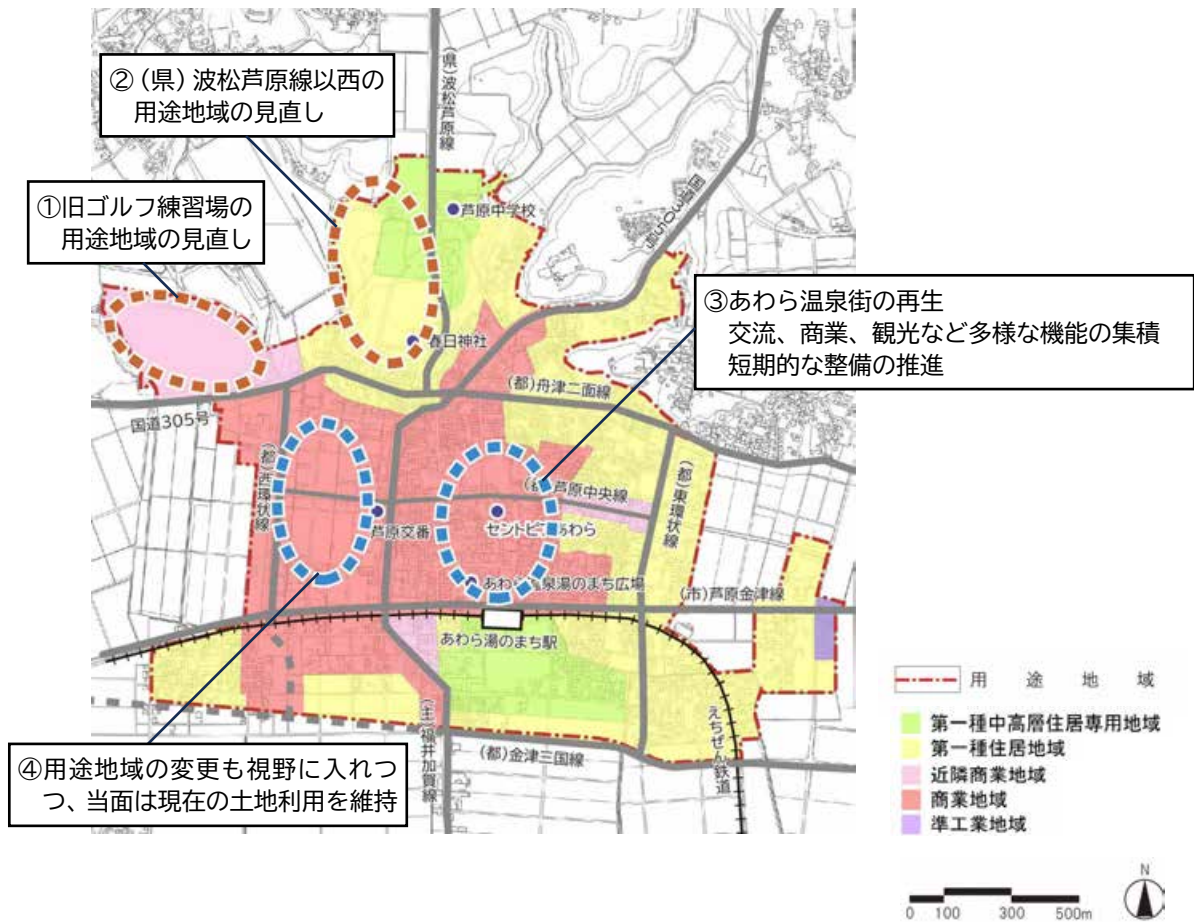 ②(県)波松芦原線以西の
用途地域の見直し
(県)波松芦原線
①旧ゴルフ練習場の
用途地域の見直し
芦原中学校
国道305号
③あわら温泉街の再生
交流、商業、観光など多様な機能の集積
短期的な整備の推進
春日神社
(都)舟津二面線
国道305号
(都)西環状線
(都)芦原中央線
(都)東環状線
芦原交番
セントピアあわら
あわら温泉湯のまち広場
(市)芦原金津線
あわら湯のまち駅
(主)福井加賀線
(都)金津三国線
えちぜん鉄道
④用途地域の変更も視野に入れつ
つ、当面は現在の土地利用を維持
用途地域
第一種中高層住居専用地域
第一種住居地域
近隣商業地域
商業地域
準工業地域
N
0 100 300 500m